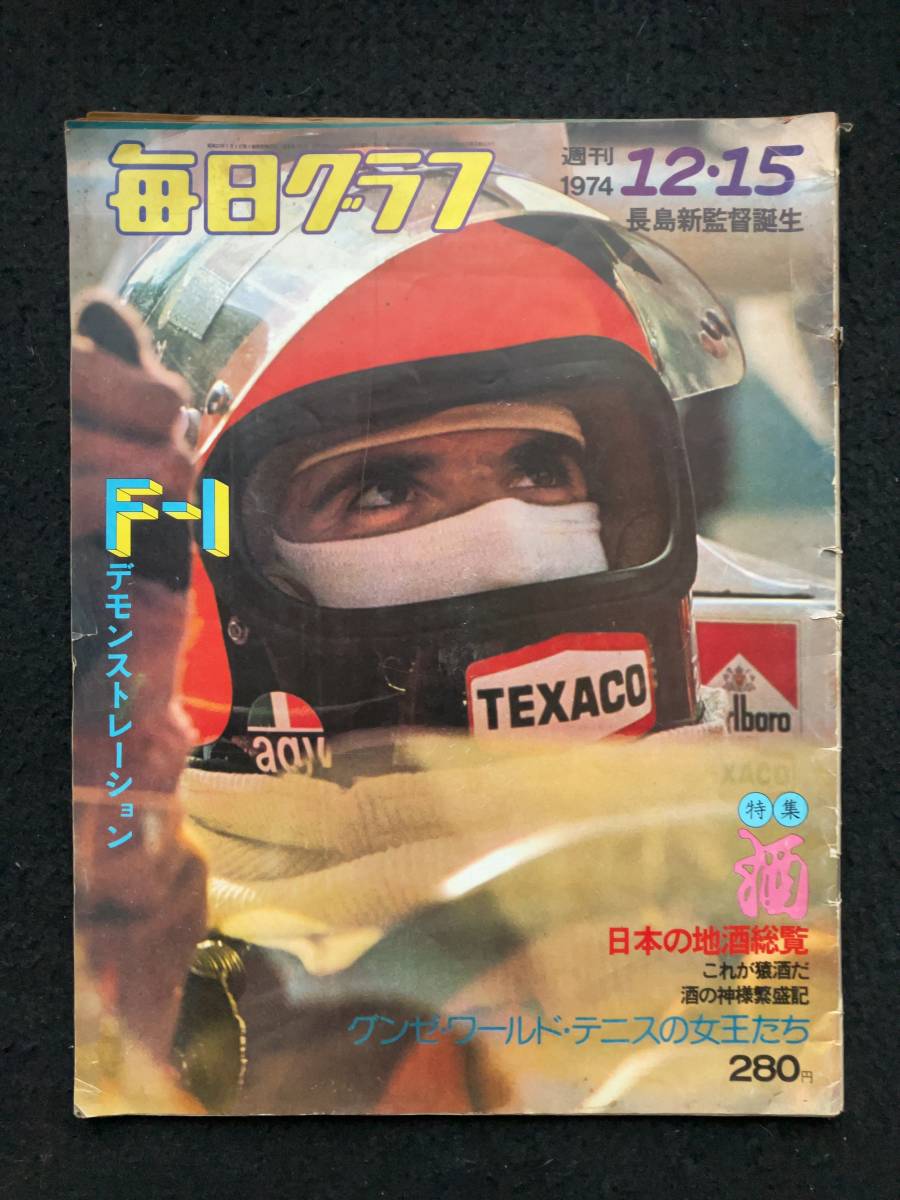 毎日グラフ
週刊
1974 12・15
長島新監督誕生
F-1
デモンストレーション
TEXACO
agv
lboro
XACO
特集
酒
日本の地酒総覧
これが猿酒だ
酒の神様繁盛記
グンゼ・ワールド・テニスの女王たち
280円